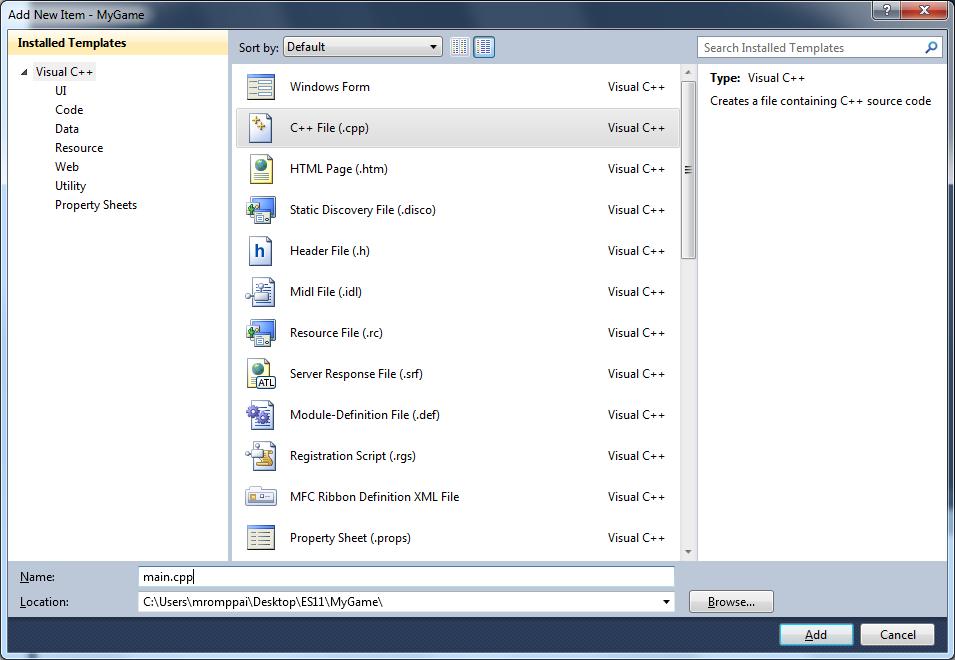 Add New Item - MyGame
Installed Templates
Visual C++
UI
Code
Data
Resource
Web
Utility
Property Sheets
Sort by: Default
Search Installed Templates
Windows Form Visual C++
C++ File (.cpp) Visual C++
HTML Page (.htm) Visual C++
Static Discovery File (.disco) Visual C++
Header File (.h) Visual C++
Midl File (.idl) Visual C++
Resource File (.rc) Visual C++
Server Response File (.srf) Visual C++
ATL
Module-Definition File (.def) Visual C++
Registration Script (.rgs) Visual C++
MFC Ribbon Definition XML File Visual C++
Property Sheet (.props) Visual C++
Type: Visual C++
Creates a file containing C++ source code
Name: main.cpp
Location: C:\Users\mromppai\Desktop\ES11\MyGame\
Browse...
Add Cancel